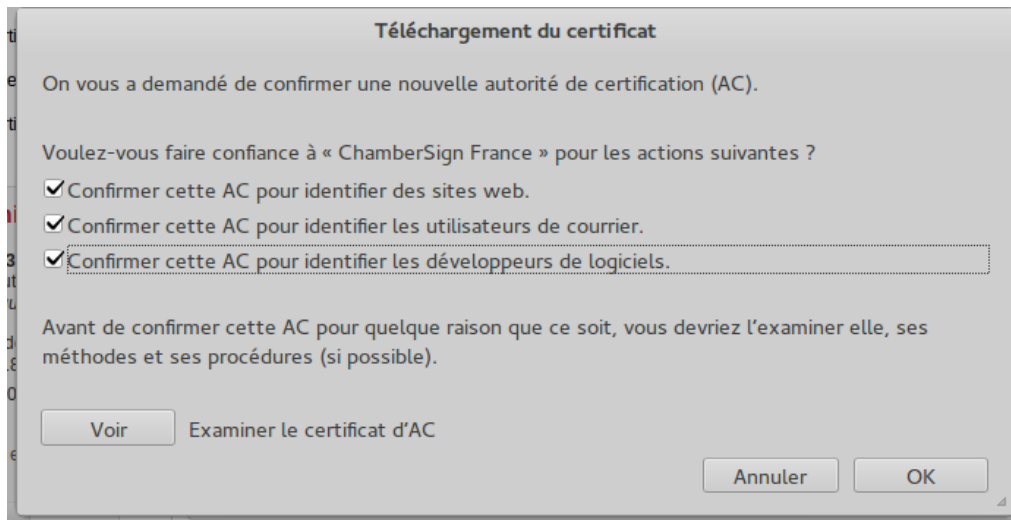 Téléchargement du certificat
On vous a demandé de confirmer une nouvelle autorité de certification (AC).
Voulez-vous faire confiance à « ChamberSign France » pour les actions suivantes ?
Confirmer cette AC pour identifier des sites web.
Confirmer cette AC pour identifier les utilisateurs de courrier.
Confirmer cette AC pour identifier les développeurs de logiciels.
Avant de confirmer cette AC pour quelque raison que ce soit, vous devriez l’examiner elle, ses
méthodes et ses procédures (si possible).
Voir Examiner le certificat d’AC
Annuler OK